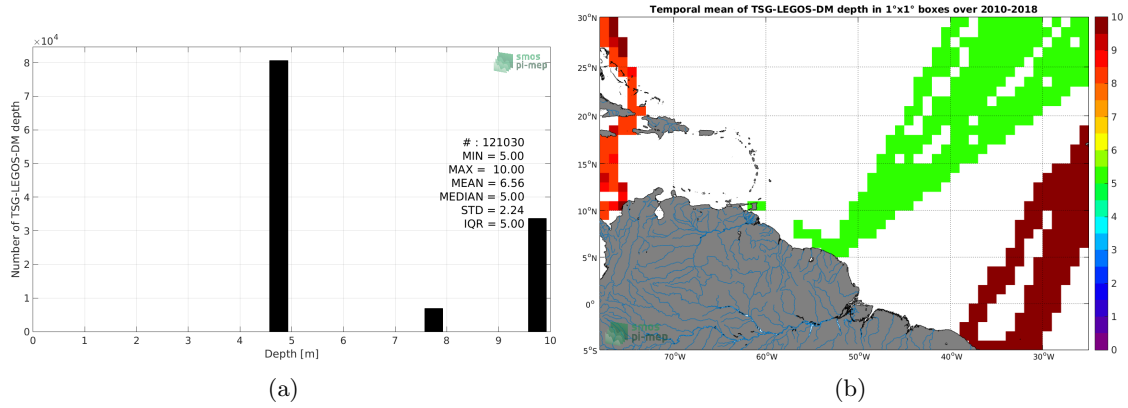 ×10⁴
8
7
6
5
4
3
2
1
0
Number of TSG-LEGOS-DM depth
smos
pi-mep
# : 121030
MIN = 5.00
MAX = 10.00
MEAN = 6.56
MEDIAN = 5.00
STD = 2.24
IQR = 5.00
0 1 2 3 4 5 6 7 8 9 10
Depth [m]
(a)
Temporal mean of TSG-LEGOS-DM depth in 1°x1° boxes over 2010-2018
30°N
25°N
20°N
15°N
10°N
5°N
0°
5°S
70°W 60°W 50°W 40°W 30°W
smos
pi-mep
10
9
8
7
6
5
4
3
2
1
0
(b)